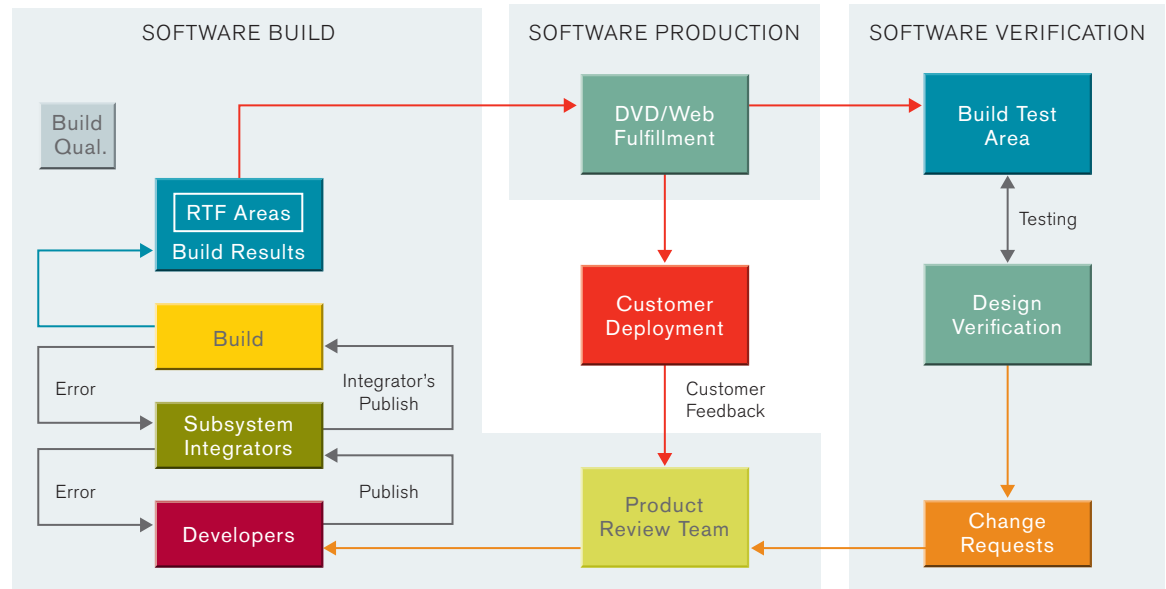 SOFTWARE BUILD
SOFTWARE PRODUCTION
SOFTWARE VERIFICATION
Build
Qual.
DVD/Web
Fulfillment
Build Test
Area
RTF Areas
Build Results
Testing
Customer
Deployment
Design
Verification
Build
Error
Integrator's
Publish
Customer
Feedback
Subsystem
Integrators
Error
Publish
Developers
Product
Review Team
Change
Requests